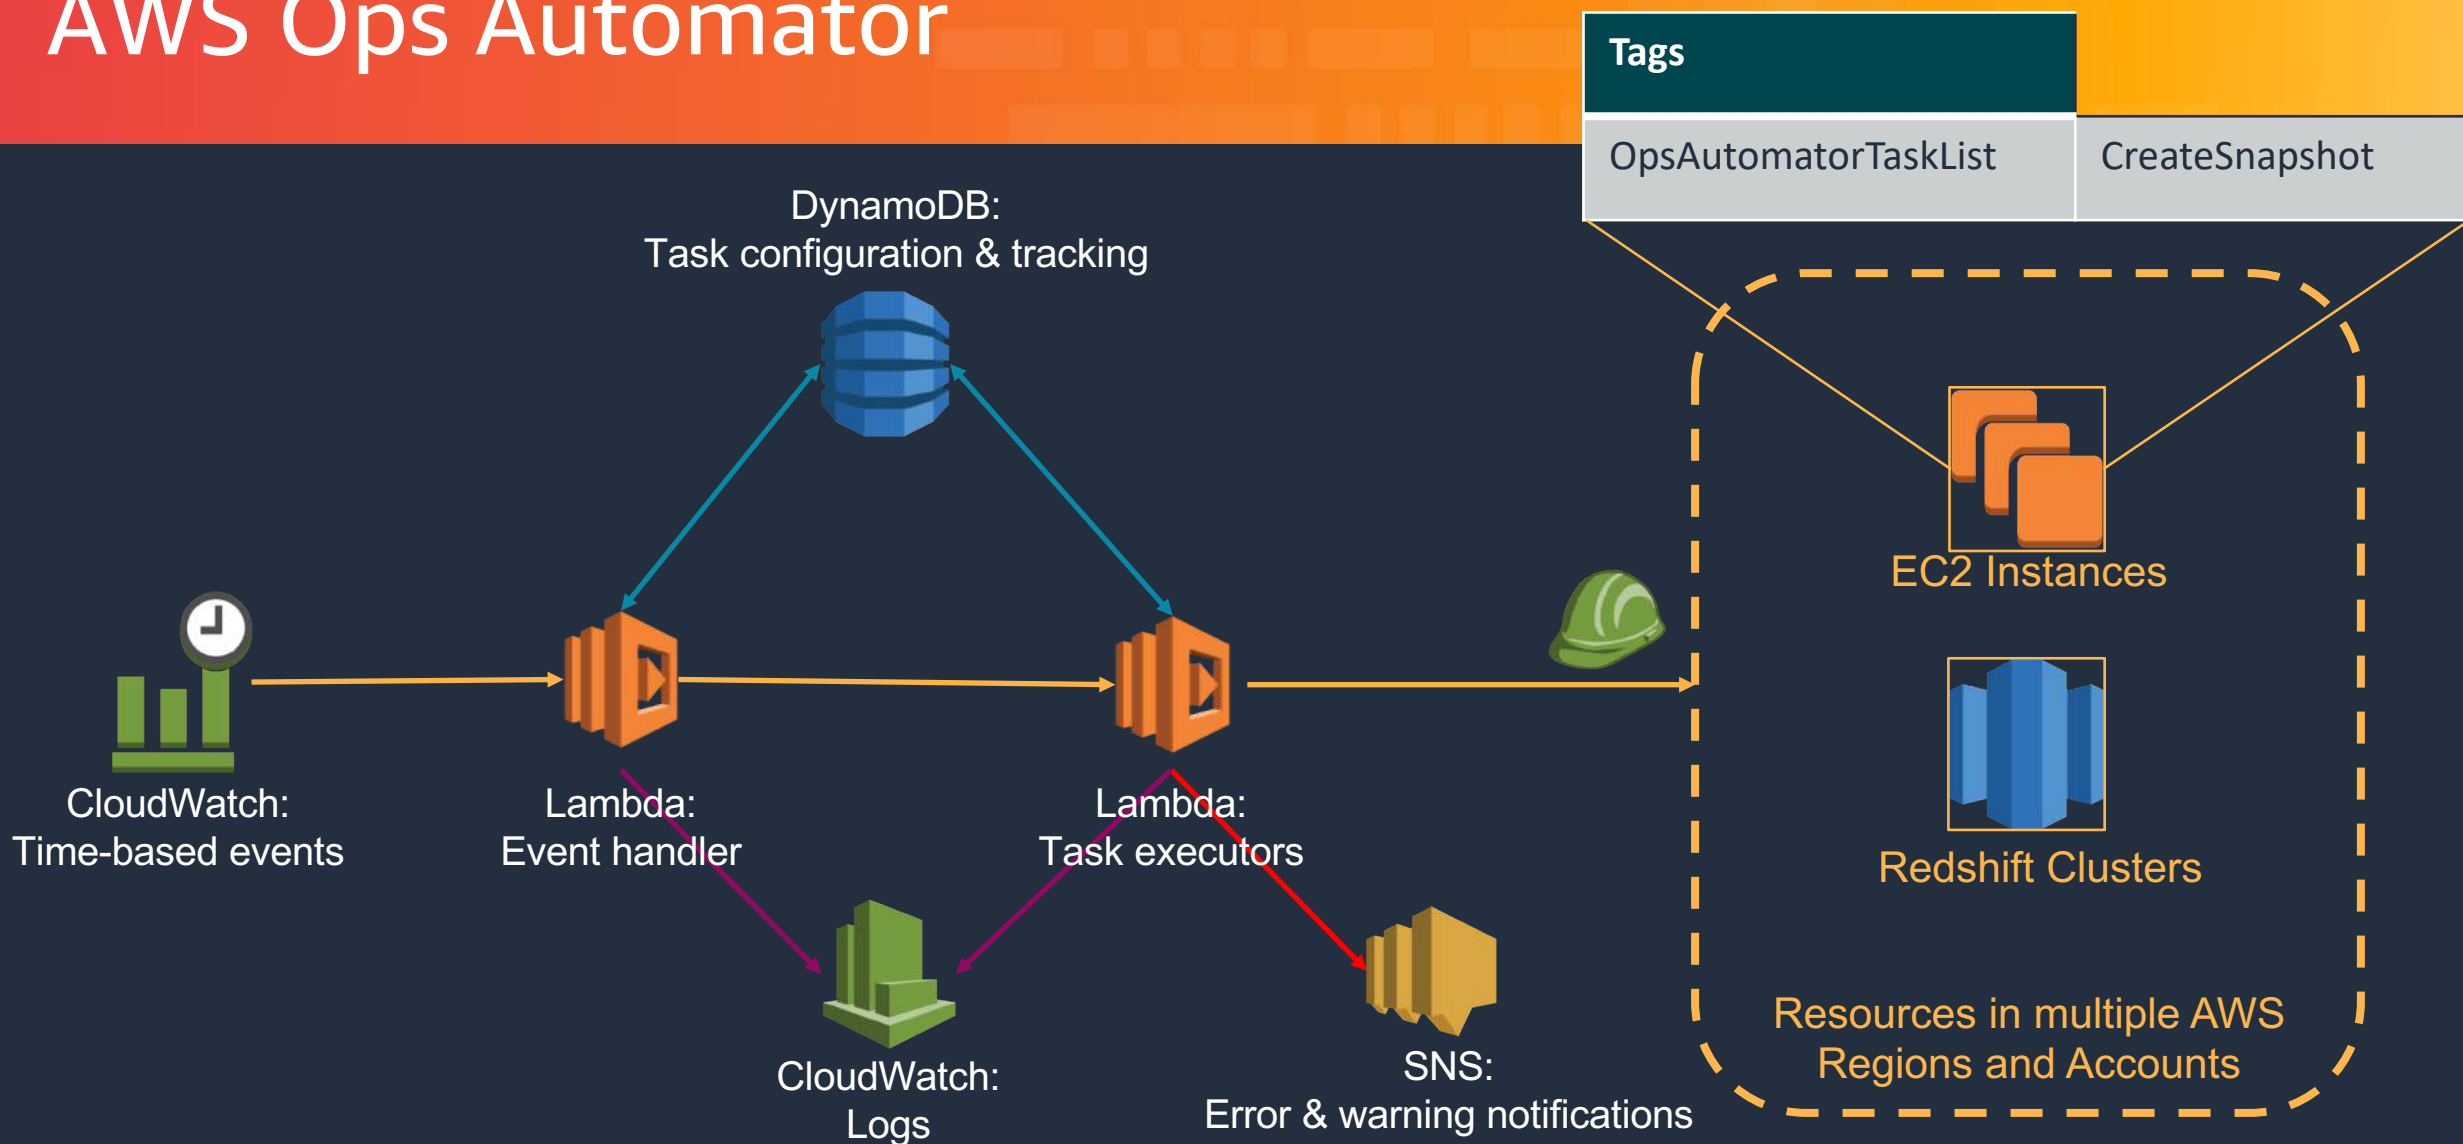 AWS Ops Automator
Tags
OpsAutomatorTaskList
CreateSnapshot
DynamoDB:
Task configuration & tracking
EC2 Instances
CloudWatch:
Time-based events
Lambda:
Event handler
Lambda:
Task executors
Redshift Clusters
CloudWatch:
Logs
SNS:
Error & warning notifications
Resources in multiple AWS
Regions and Accounts